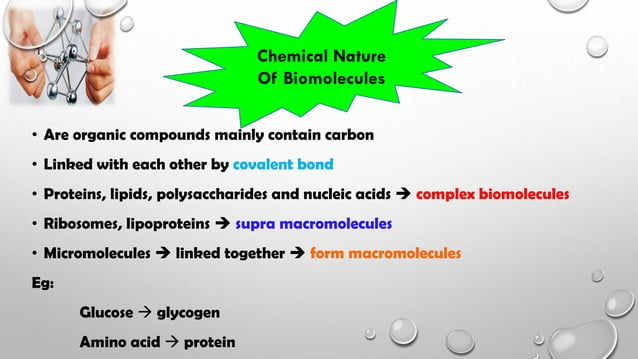 Chemical Nature
Of Biomolecules
• Are organic compounds mainly contain carbon
• Linked with each other by covalent bond
• Proteins, lipids, polysaccharides and nucleic acids → complex biomolecules
• Ribosomes, lipoproteins → supra macromolecules
• Micromolecules → linked together → form macromolecules
Eg:
Glucose → glycogen
Amino acid → protein